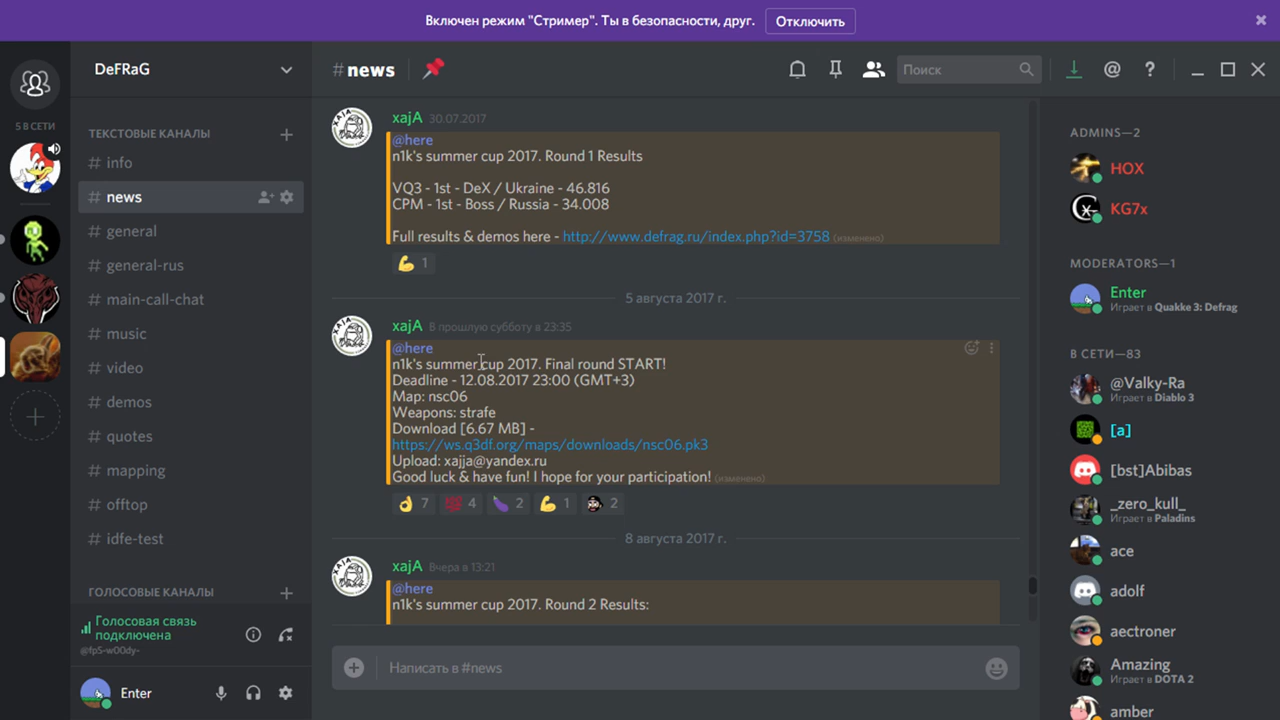 Включен режим "Стример". Ты в безопасности, друг.
Отключить
5 В СЕТИ
DeFRaG
ТЕКСТОВЫЕ КАНАЛЫ
# info
# news
# general
# general-rus
# main-call-chat
# music
# video
# demos
# quotes
# mapping
# offtop
# idfe-test
ГОЛОСОВЫЕ КАНАЛЫ
Голосовая связь
подключена
@fpS-w00dy-
Enter
#news
Поиск
xajA 30.07.2017
@here
n1k's summer cup 2017. Round 1 Results
VQ3 - 1st - DeX / Ukraine - 46.816
CPM - 1st - Boss / Russia - 34.008
Full results & demos here - http://www.defrag.ru/index.php?id=3758 (изменено)
1
5 августа 2017 г.
xajA В прошлую субботу в 23:35
@here
n1k's summer cup 2017. Final round START!
Deadline - 12.08.2017 23:00 (GMT+3)
Map: nsc06
Weapons: strafe
Download [6.67 MB] -
https://ws.q3df.org/maps/downloads/nsc06.pk3
Upload: xajja@yandex.ru
Good luck & have fun! I hope for your participation! (изменено)
7 4 2 1 2
8 августа 2017 г.
xajA Вчера в 13:21
@here
n1k's summer cup 2017. Round 2 Results:
Написать в #news
ADMINS—2
HOX
KG7x
MODERATORS—1
Enter
Играет в Quakke 3: Defrag
В СЕТИ—83
@Valky-Ra
Играет в Diablo 3
[a]
[bst]Abibas
_zero_kull_
Играет в Paladins
ace
adolf
aectroner
Amazing
Играет в DOTA 2
amber